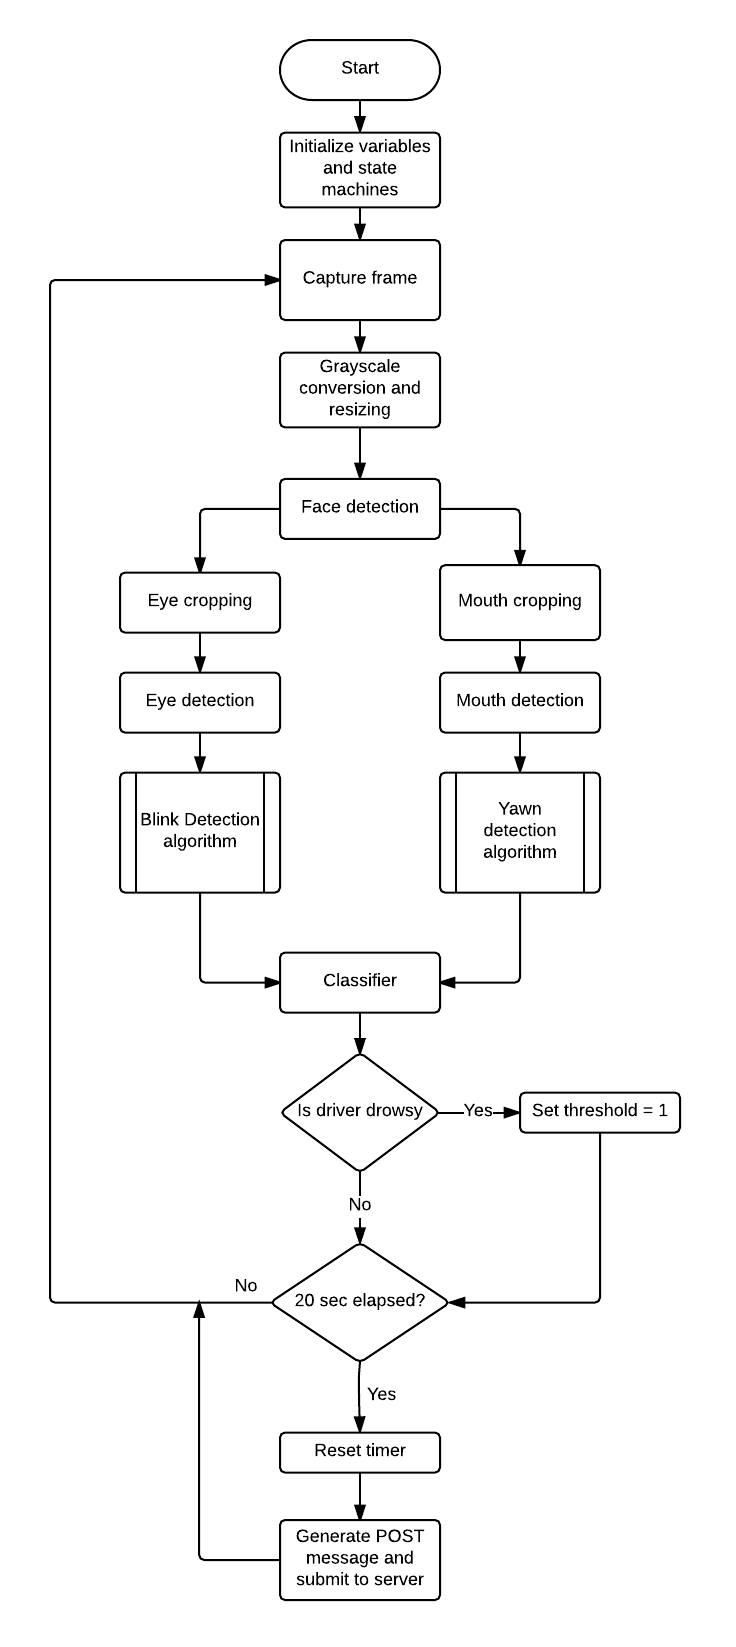 Start
Initialize variables
and state
machines
Capture frame
Grayscale
conversion and
resizing
Face detection
Eye cropping
Mouth cropping
Eye detection
Mouth detection
Blink Detection
algorithm
Yawn
detection
algorithm
Classifier
Is driver drowsy
Yes
Set threshold = 1
No
No
20 sec elapsed?
Yes
Reset timer
Generate POST
message and
submit to server